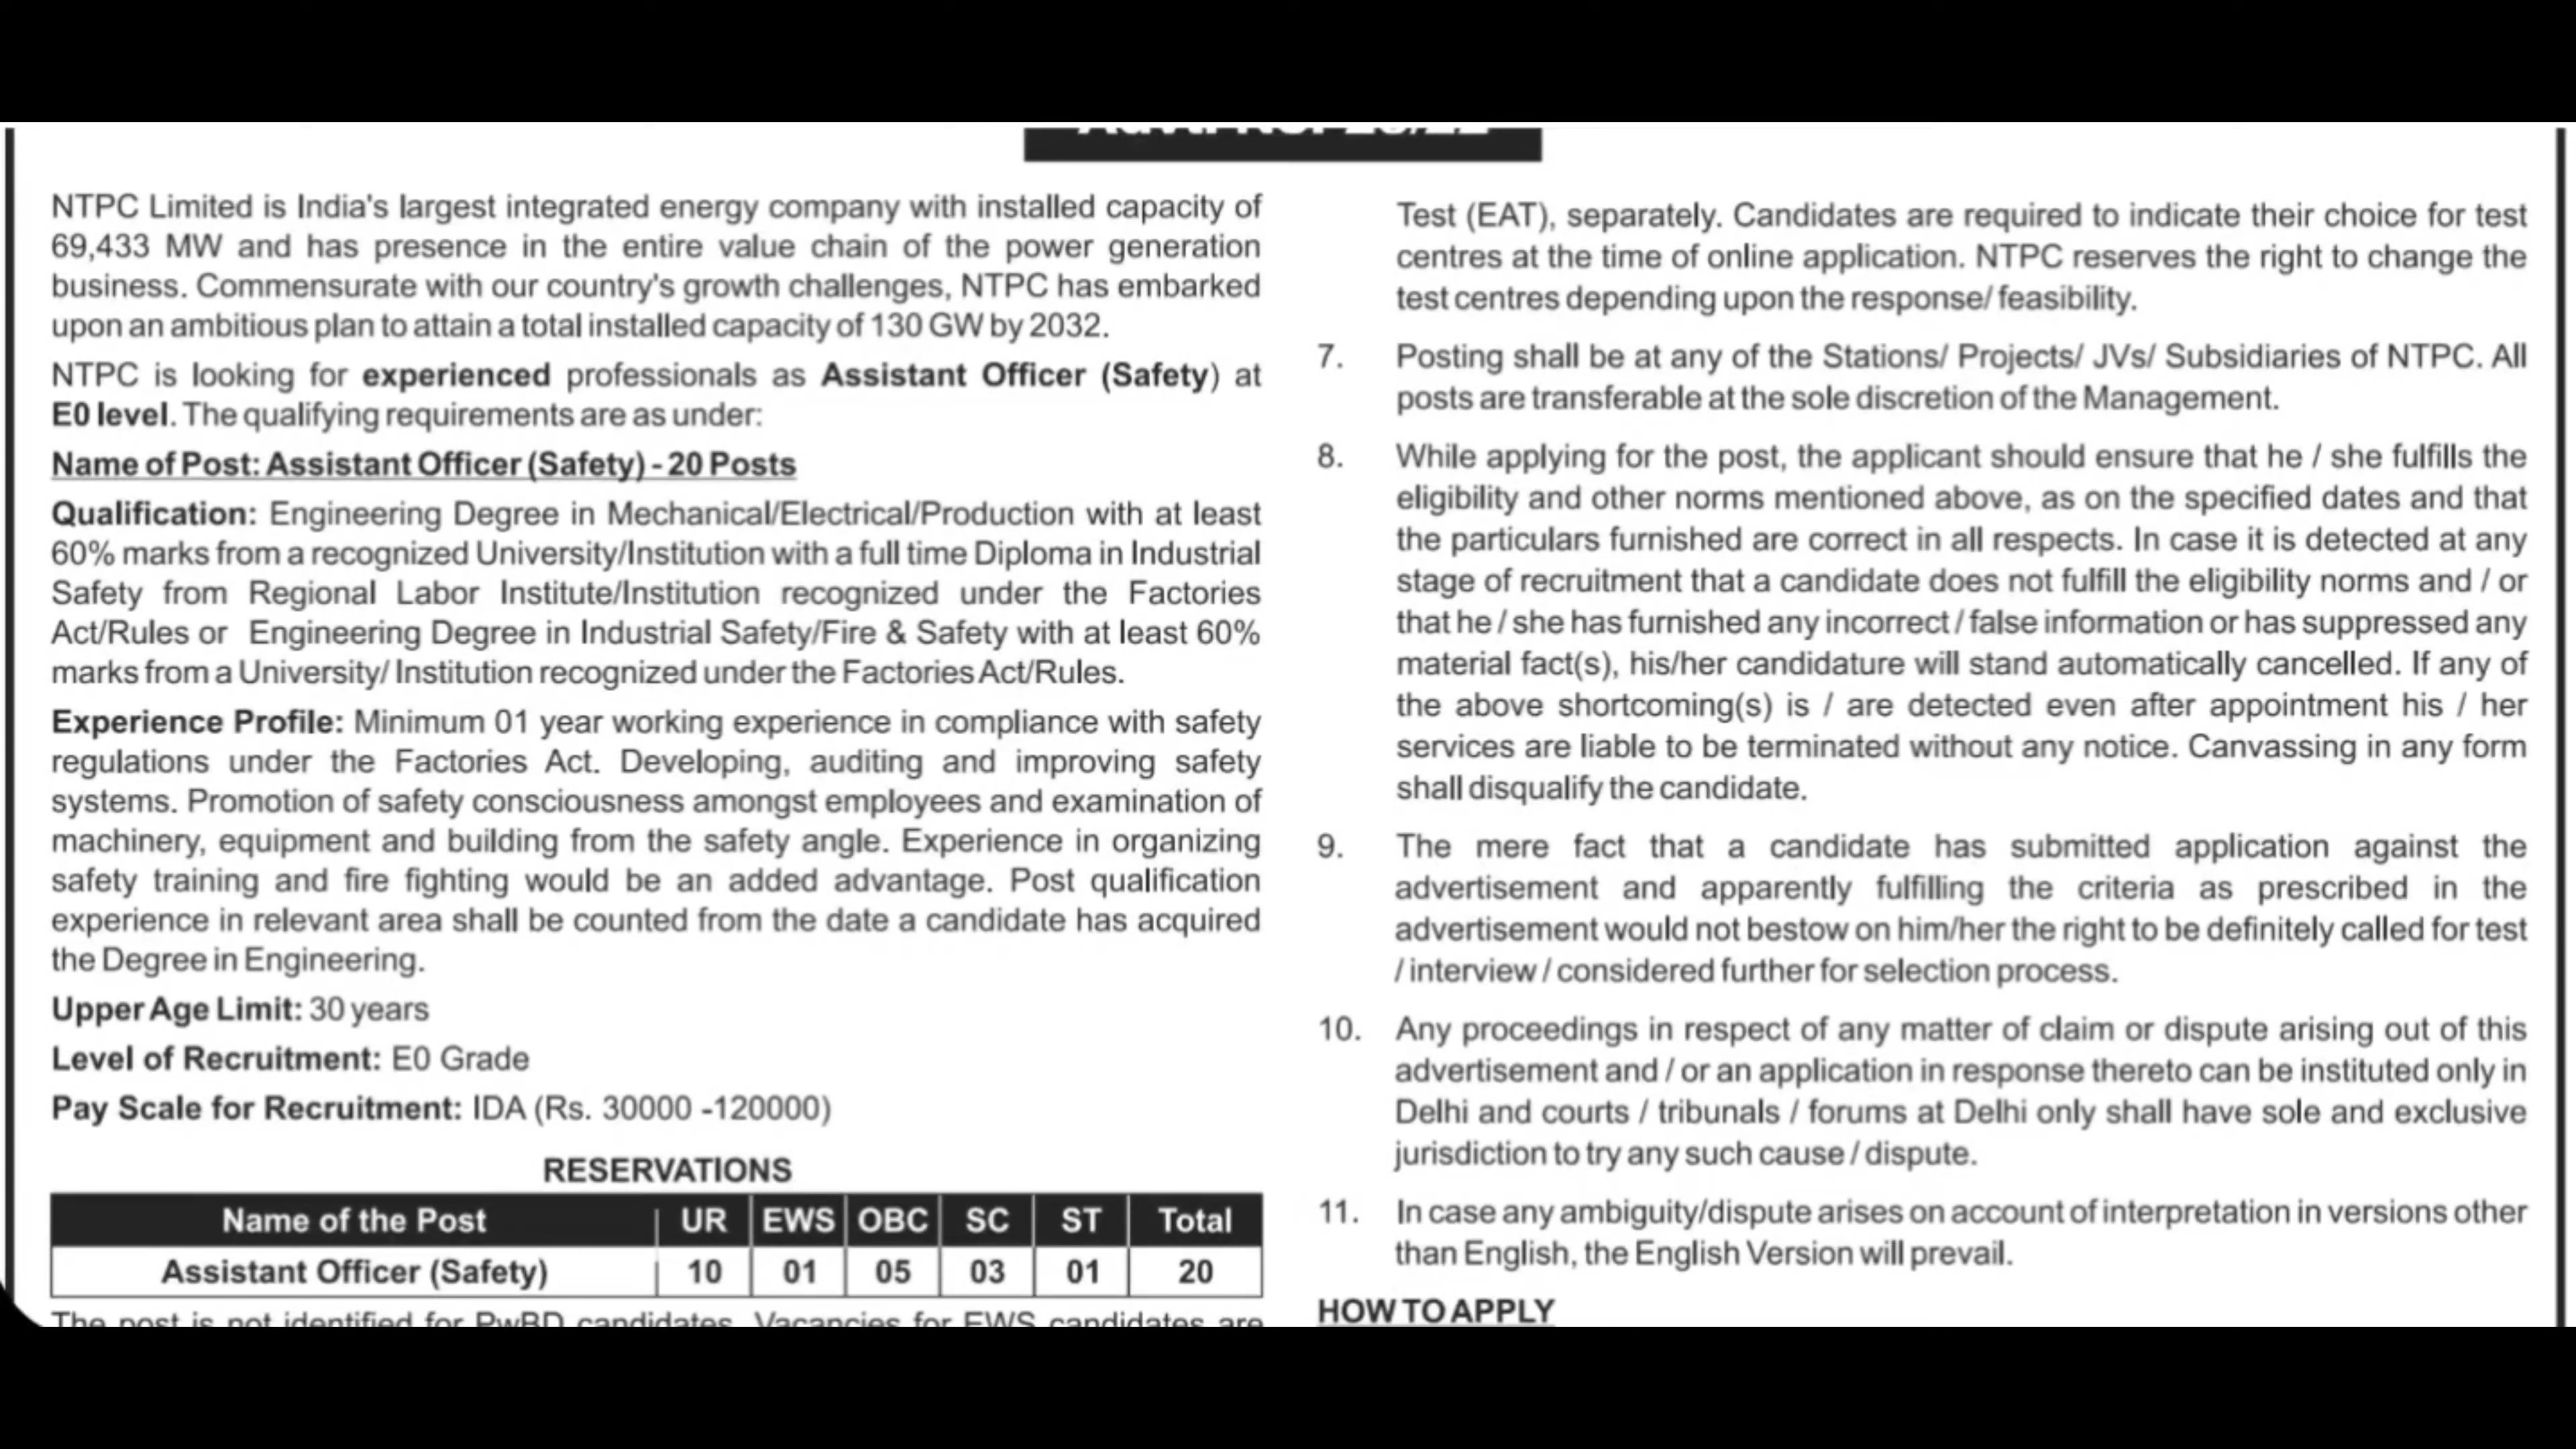 NTPC Limited is India's largest integrated energy company with installed capacity of
69,433 MW and has presence in the entire value chain of the power generation
business. Commensurate with our country's growth challenges, NTPC has embarked
upon an ambitious plan to attain a total installed capacity of 130 GW by 2032.
NTPC is looking for experienced professionals as Assistant Officer (Safety) at
E0 level. The qualifying requirements are as under:
Name of Post: Assistant Officer (Safety) - 20 Posts
Qualification: Engineering Degree in Mechanical/Electrical/Production with at least
60% marks from a recognized University/Institution with a full time Diploma in Industrial
Safety from Regional Labor Institute/Institution recognized under the Factories
Act/Rules or Engineering Degree in Industrial Safety/Fire & Safety with at least 60%
marks from a University/ Institution recognized under the Factories Act/Rules.
Experience Profile: Minimum 01 year working experience in compliance with safety
regulations under the Factories Act. Developing, auditing and improving safety
systems. Promotion of safety consciousness amongst employees and examination of
machinery, equipment and building from the safety angle. Experience in organizing
safety training and fire fighting would be an added advantage. Post qualification
experience in relevant area shall be counted from the date a candidate has acquired
the Degree in Engineering.
Upper Age Limit: 30 years
Level of Recruitment: E0 Grade
Pay Scale for Recruitment: IDA (Rs. 30000 -120000)
RESERVATIONS
Name of the Post UR EWS OBC SC ST Total
Assistant Officer (Safety) 10 01 05 03 01 20
The post is not identified for PwBD candidates. Vacancies for EWS candidates are
Test (EAT), separately. Candidates are required to indicate their choice for test
centres at the time of online application. NTPC reserves the right to change the
test centres depending upon the response/ feasibility.
7. Posting shall be at any of the Stations/ Projects/ JVs/ Subsidiaries of NTPC. All
posts are transferable at the sole discretion of the Management.
8. While applying for the post, the applicant should ensure that he / she fulfills the
eligibility and other norms mentioned above, as on the specified dates and that
the particulars furnished are correct in all respects. In case it is detected at any
stage of recruitment that a candidate does not fulfill the eligibility norms and / or
that he / she has furnished any incorrect / false information or has suppressed any
material fact(s), his/her candidature will stand automatically cancelled. If any of
the above shortcoming(s) is / are detected even after appointment his / her
services are liable to be terminated without any notice. Canvassing in any form
shall disqualify the candidate.
9. The mere fact that a candidate has submitted application against the
advertisement and apparently fulfilling the criteria as prescribed in the
advertisement would not bestow on him/her the right to be definitely called for test
/ interview / considered further for selection process.
10. Any proceedings in respect of any matter of claim or dispute arising out of this
advertisement and / or an application in response thereto can be instituted only in
Delhi and courts / tribunals / forums at Delhi only shall have sole and exclusive
jurisdiction to try any such cause / dispute.
11. In case any ambiguity/dispute arises on account of interpretation in versions other
than English, the English Version will prevail.
HOW TO APPLY